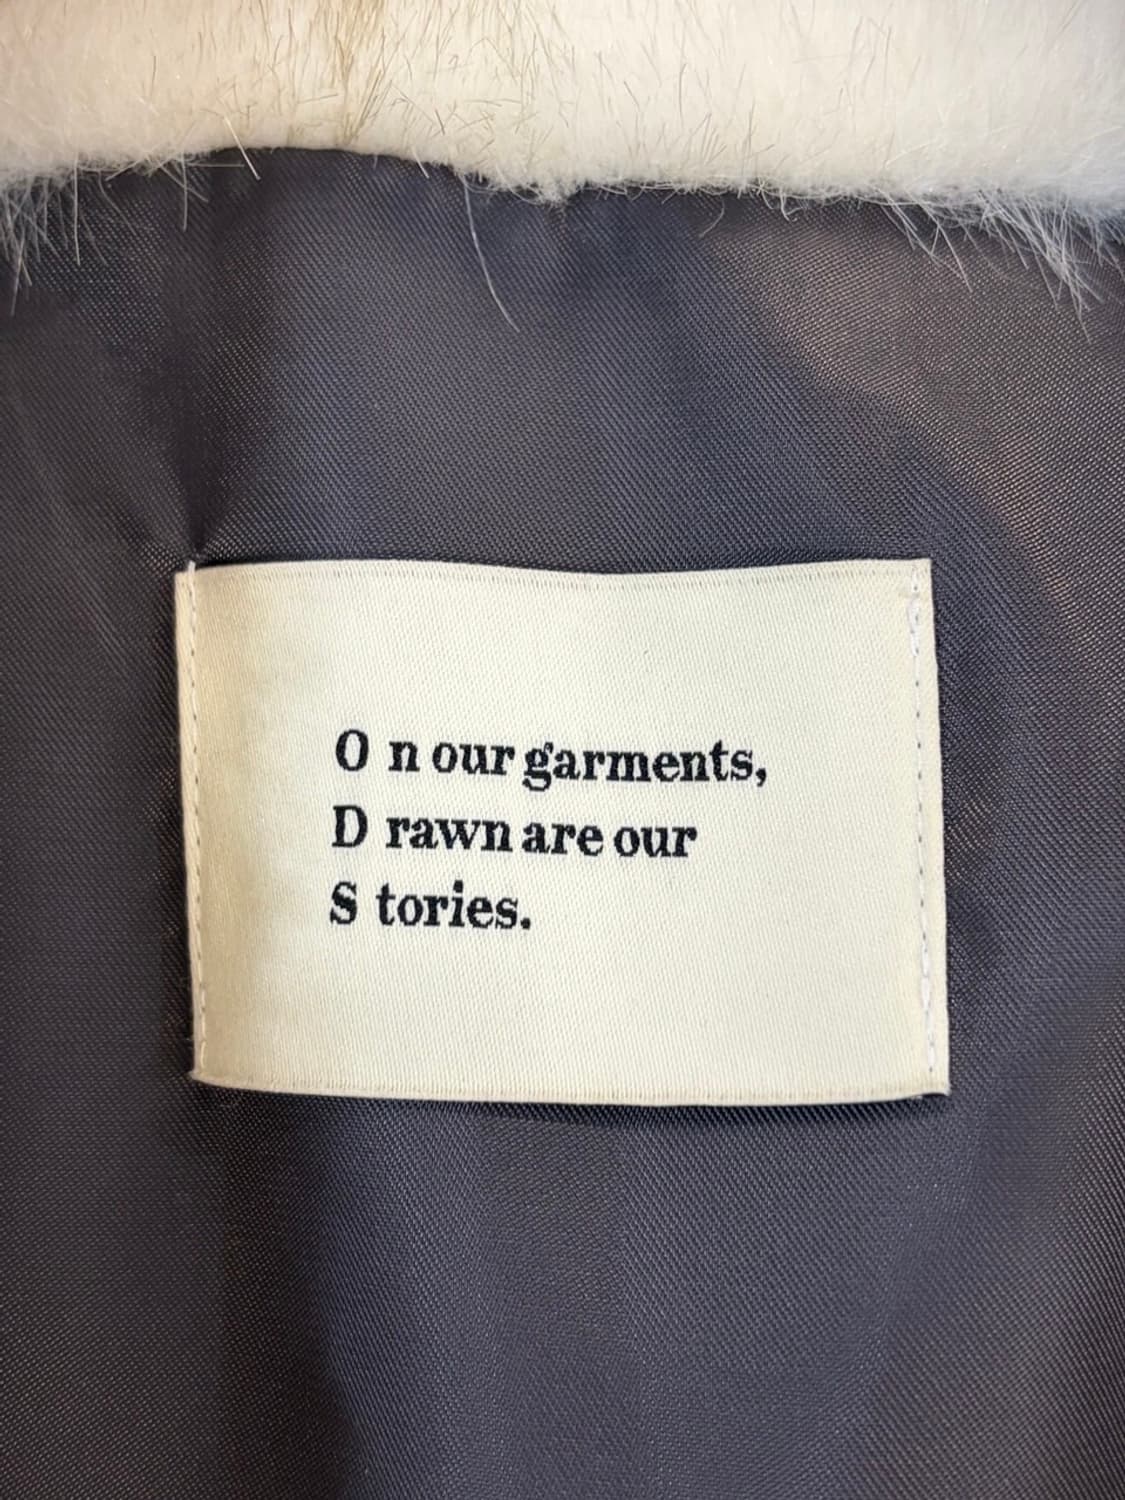 O n our garments,
D rawn are our
S tories.